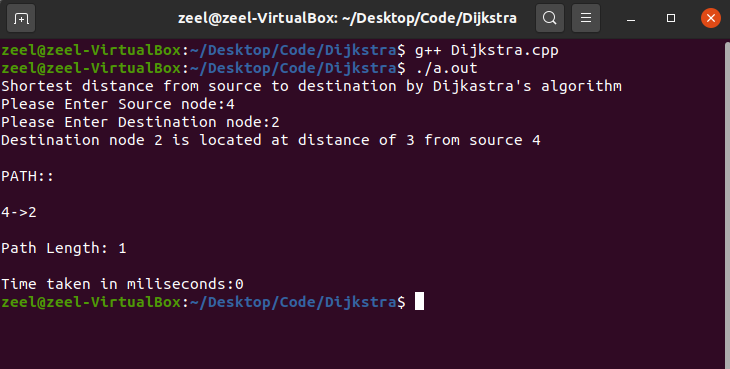 zeel@zeel-VirtualBox: ~/Desktop/Code/Dijkstra
zeel@zeel-VirtualBox:~/Desktop/Code/Dijkstra$ g++ Dijkstra.cpp
zeel@zeel-VirtualBox:~/Desktop/Code/Dijkstra$ ./a.out
Shortest distance from source to destination by Dijkastra's algorithm
Please Enter Source node:4
Please Enter Destination node:2
Destination node 2 is located at distance of 3 from source 4
PATH::
4->2
Path Length: 1
Time taken in miliseconds:0
zeel@zeel-VirtualBox:~/Desktop/Code/Dijkstra$